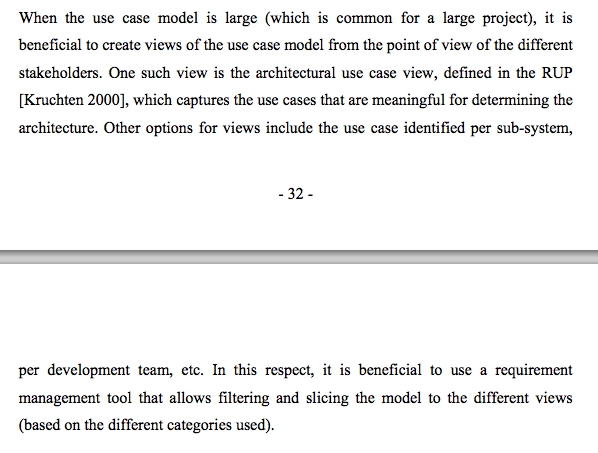 When the use case model is large (which is common for a large project), it is
beneficial to create views of the use case model from the point of view of the different
stakeholders. One such view is the architectural use case view, defined in the RUP
[Kruchten 2000], which captures the use cases that are meaningful for determining the
architecture. Other options for views include the use case identified per sub-system,
- 32 -
per development team, etc. In this respect, it is beneficial to use a requirement
management tool that allows filtering and slicing the model to the different views
(based on the different categories used).